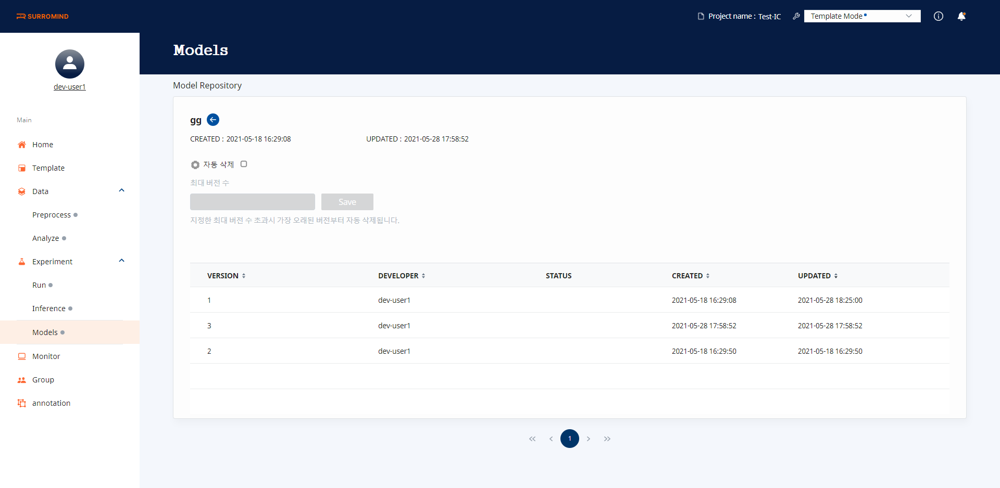 SURROMIND
Project name : Test-IC
Template Mode
Models
dev-user1
Main
Home
Template
Data
Preprocess
Analyze
Experiment
Run
Inference
Models
Monitor
Group
annotation
Model Repository
gg
CREATED : 2021-05-18 16:29:08 UPDATED : 2021-05-28 17:58:52
자동 삭제
최대 버전 수
Save
지정한 최대 버전 수 초과시 가장 오래된 버전부터 자동 삭제됩니다.
VERSION DEVELOPER STATUS CREATED UPDATED
1 dev-user1 2021-05-18 16:29:08 2021-05-28 18:25:00
3 dev-user1 2021-05-28 17:58:52 2021-05-28 17:58:52
2 dev-user1 2021-05-18 16:29:50 2021-05-18 16:29:50
1